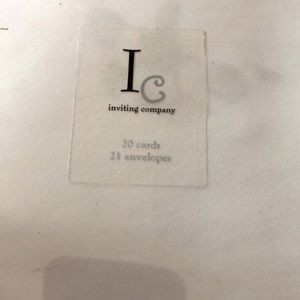 Ic
inviting company
20 cards
21 envelopes